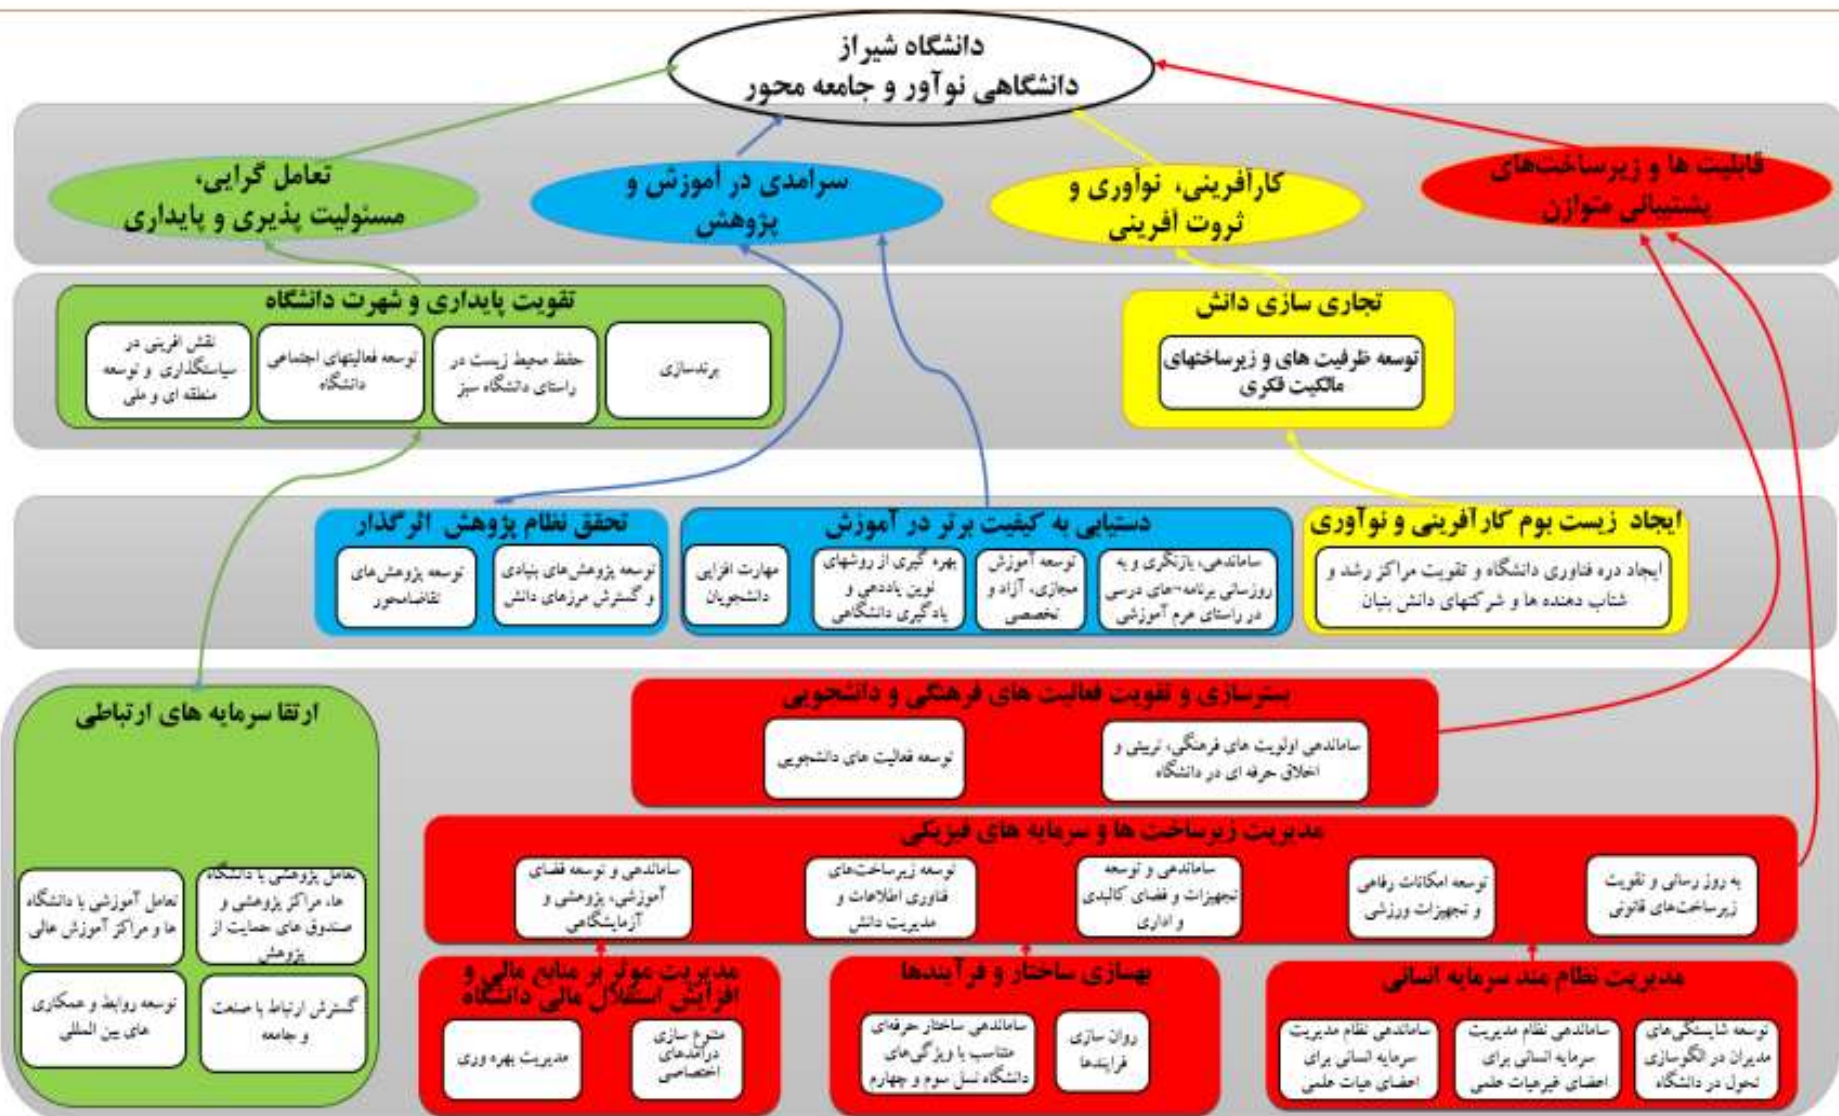 دانشگاه شیراز
دانشگاهی نوآور و جامعه محور
قابلیت ها و زیرساخت‌های
پشتیبانی متوازن
کارآفرینی، نوآوری و
ثروت آفرینی
سرامدی در آموزش و
پژوهش
تعامل گرایی،
مسئولیت پذیری و پایداری
تجاری سازی دانش
توسعه ظرفیت های و زیرساختهای
مالکیت فکری
تقویت پایداری و شهرت دانشگاه
برندسازی
حفظ محیط زیست در
راستای دانشگاه سبز
توسعه فعالیتهای اجتماعی
دانشگاه
نقش افرینی در
سیاستگذاری و توسعه
منطقه ای و ملی
ایجاد زیست بوم کارآفرینی و نوآوری
ایجاد دره فناوری دانشگاه و تقویت مراکز رشد و
شتاب دهنده ها و شرکتهای دانش بنیان
دستیابی به کیفیت برتر در آموزش
ساماندهی، بازنگری و به
روزرسانی برنامه¬های درسی
در راستای هرم آموزشی
توسعه آموزش
مجازی، آزاد و
تخصصی
بهره گیری از روشهای
نوین یاددهی و
یادگیری دانشگاهی
مهارت افزایی
دانشجویان
تحقق نظام پژوهش اثرگذار
توسعه پژوهش‌های بنیادی
و گسترش مرزهای دانش
توسعه پژوهش‌های
تقاضامحور
بسترسازی و تقویت فعالیت های فرهنگی و دانشجویی
ساماندهی اولویت های فرهنگی، تربیتی و
اخلاق حرفه ای در دانشگاه
توسعه فعالیت های دانشجویی
مدیریت زیرساخت ها و سرمایه های فیزیکی
به روز رسانی و تقویت
زیرساخت‌های قانونی
توسعه امکانات رفاهی
و تجهیزات ورزشی
ساماندهی و توسعه
تجهیزات و فضای کالبدی
و اداری
توسعه زیرساخت‌های
فناوری اطلاعات و
مدیریت دانش
ساماندهی و توسعه فضای
آموزشی، پژوهشی و
آزمایشگاهی
مدیریت نظام مند سرمایه انسانی
توسعه شایستگی‌های
مدیران در الگوسازی
تحول در دانشگاه
ساماندهی نظام مدیریت
سرمایه انسانی برای
اعضای غیرهیات علمی
ساماندهی نظام مدیریت
سرمایه انسانی برای
اعضای هیات علمی
بهسازی ساختار و فرآیندها
روان سازی
فرایندها
ساماندهی ساختار حرفه‌ای
متناسب با ویژگی‌های
دانشگاه نسل سوم و چهارم
مدیریت موثر بر منابع مالی و
افزایش استقلال مالی دانشگاه
متنوع سازی
درآمدهای
اختصاصی
مدیریت بهره وری
ارتقا سرمایه های ارتباطی
تعامل پژوهشی با دانشگاه
ها، مراکز پژوهشی و
صندوق های حمایت از
پژوهش
تعامل آموزشی با دانشگاه
ها و مراکز آموزش عالی
گسترش ارتباط با صنعت
و جامعه
توسعه روابط و همکاری
های بین المللی